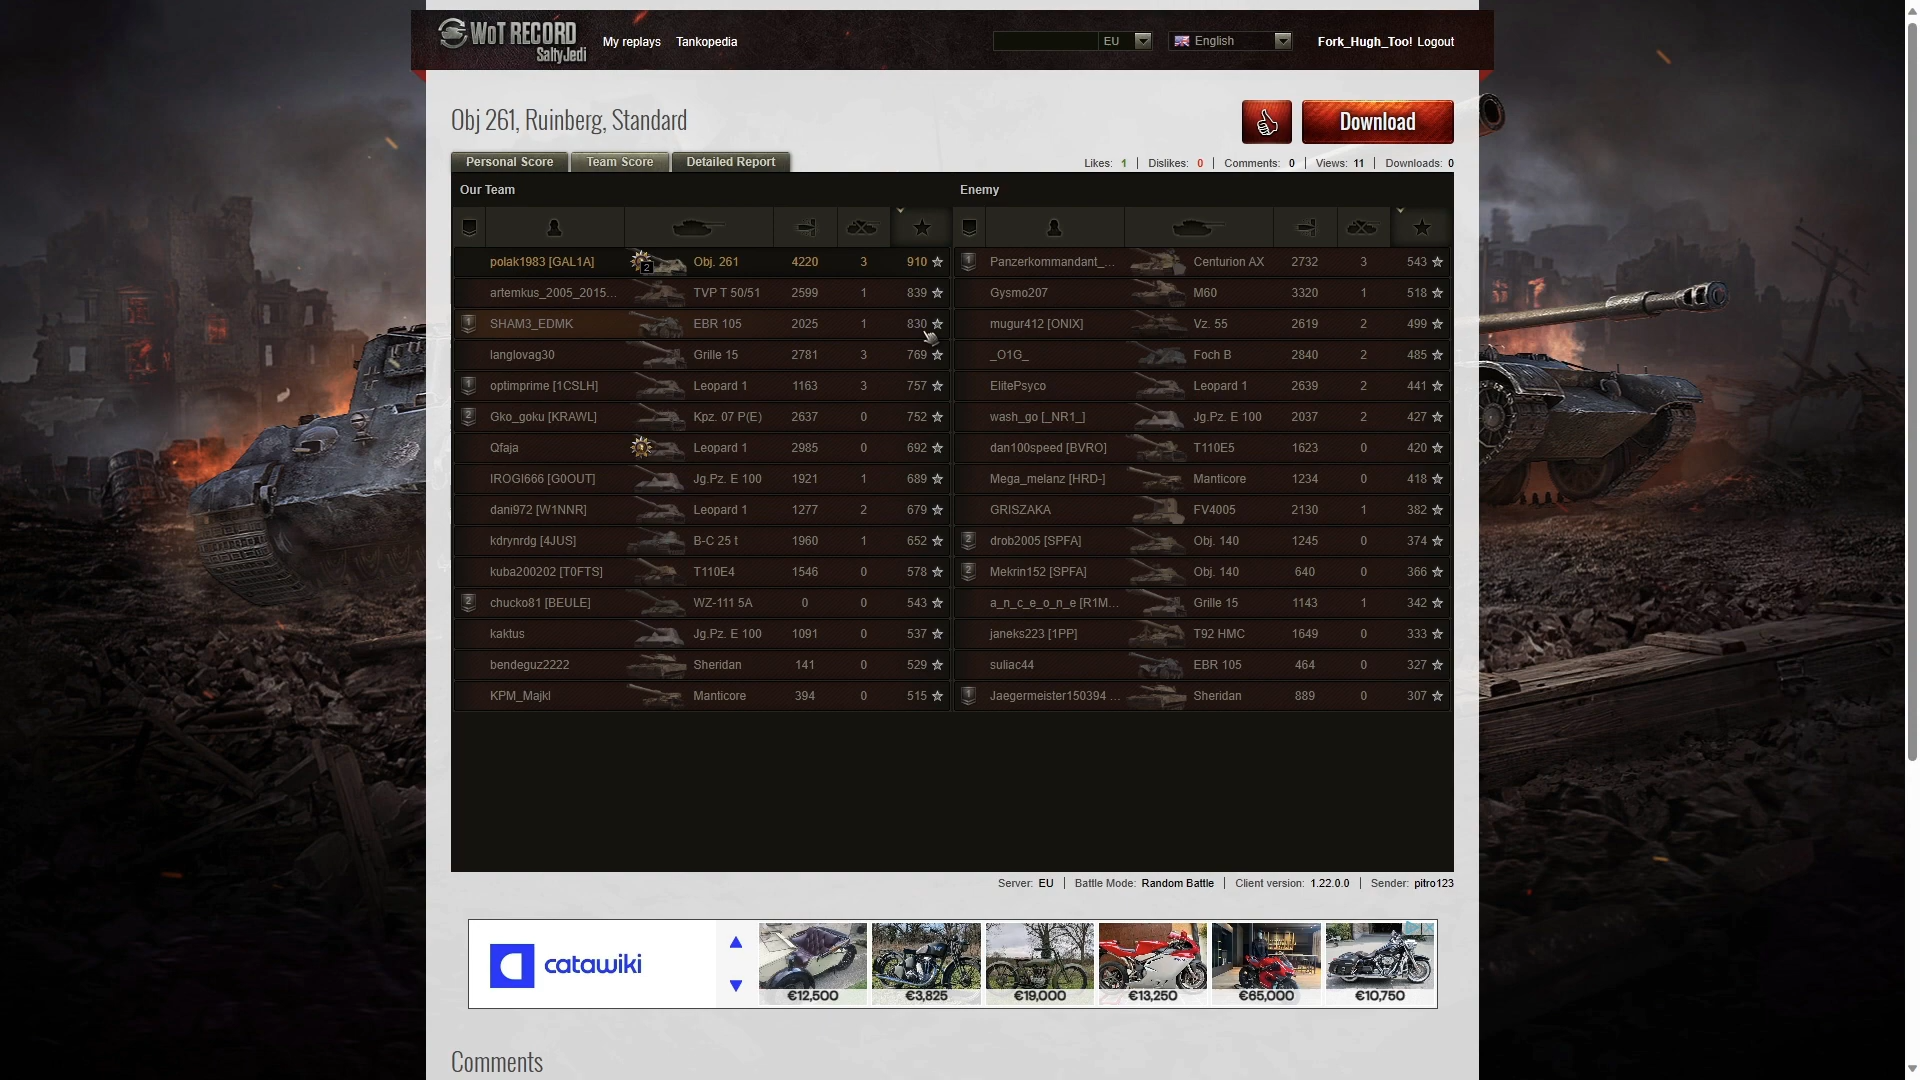 WoT RECORD
SaltyJedi
My replays Tankopedia
EU English
Fork_Hugh_Too! Logout
Obj 261, Ruinberg, Standard
Download
Personal Score Team Score Detailed Report
Likes: 1 | Dislikes: 0 | Comments: 0 | Views: 11 | Downloads: 0
Our Team Enemy
polak1983 [GAL1A] 2 Obj. 261 4220 3 910 1 Panzerkommandant_... Centurion AX 2732 3 543
artemkus_2005_2015... TVP T 50/51 2599 1 839 Gysmo207 M60 3320 1 518
1 SHAM3_EDMK EBR 105 2025 1 830 mugur412 [ONIX] Vz. 55 2619 2 499
langlovag30 Grille 15 2781 3 769 _O1G_ Foch B 2840 2 485
1 optimprime [1CSLH] Leopard 1 1163 3 757 ElitePsyco Leopard 1 2639 2 441
2 Gko_goku [KRAWL] Kpz. 07 P(E) 2637 0 752 wash_go [_NR1_] Jg.Pz. E 100 2037 2 427
Qfaja Leopard 1 2985 0 692 dan100speed [BVRO] T110E5 1623 0 420
IROGI666 [G0OUT] Jg.Pz. E 100 1921 1 689 Mega_melanz [HRD-] Manticore 1234 0 418
dani972 [W1NNR] Leopard 1 1277 2 679 GRISZAKA FV4005 2130 1 382
kdrynrdg [4JUS] B-C 25 t 1960 1 652 2 drob2005 [SPFA] Obj. 140 1245 0 374
kuba200202 [T0FTS] T110E4 1546 0 578 2 Mekrin152 [SPFA] Obj. 140 640 0 366
2 chucko81 [BEULE] WZ-111 5A 0 0 543 a_n_c_e_o_n_e [R1M... Grille 15 1143 1 342
kaktus Jg.Pz. E 100 1091 0 537 janeks223 [1PP] T92 HMC 1649 0 333
bendeguz2222 Sheridan 141 0 529 suliac44 EBR 105 464 0 327
KPM_Majkl Manticore 394 0 515 1 Jaegermeister150394 ... Sheridan 889 0 307
Server: EU | Battle Mode: Random Battle | Client version: 1.22.0.0 | Sender: pitro123
catawiki
€12,500 €3,825 €19,000 €13,250 €65,000 €10,750
Comments